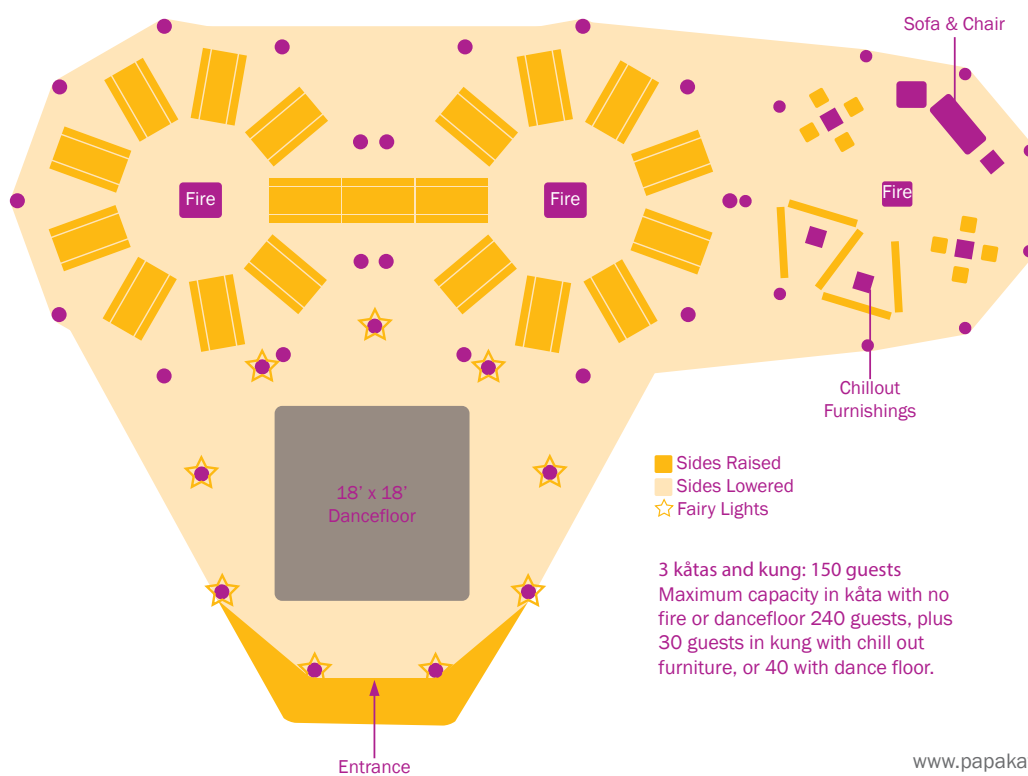 Sofa & Chair
Fire
Fire
Fire
Chillout
Furnishings
18’ x 18’
Dancefloor
Sides Raised
Sides Lowered
Fairy Lights
3 kåtas and kung: 150 guests
Maximum capacity in kåta with no
fire or dancefloor 240 guests, plus
30 guests in kung with chill out
furniture, or 40 with dance floor.
Entrance
www.papaka